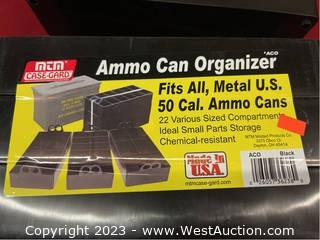 mtm
CASE-GARD
Ammo Can Organizer
*ACO
Fits All, Metal U.S.
50 Cal. Ammo Cans
22 Various Sized Compartment
Ideal Small Parts Storage
Chemical-resistant
MTM Molded Products Co.
Dayton, OH 45414
Made In
U.S.A.
mtmcase-gard.com
ACO
Black
Copyright 2023 - www.WestAuction.com